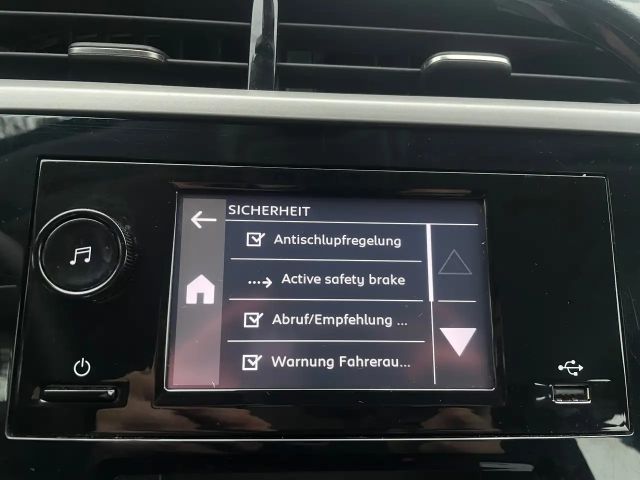 SICHERHEIT
Antischlupfregelung
Active safety brake
Abruf/Empfehlung ...
Warnung Fahrerau...